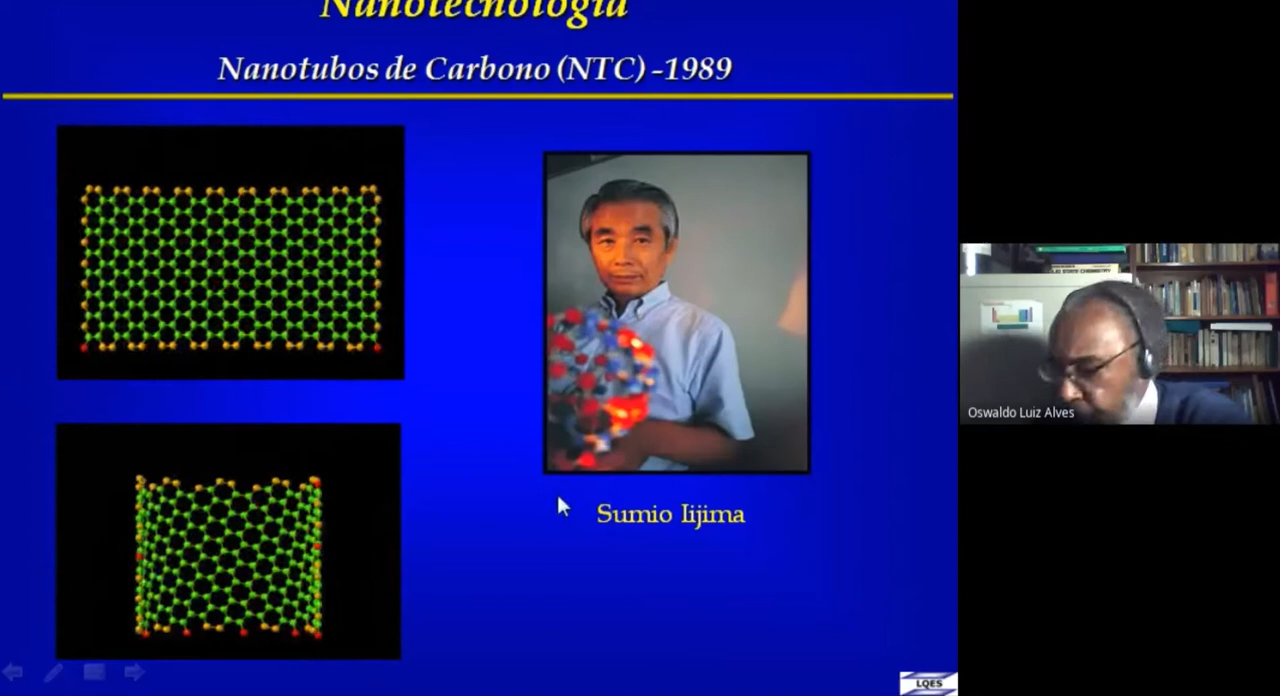 Nanotecnologia
Nanotubos de Carbono (NTC) -1989
Sumio Iijima
LQES
Oswaldo Luiz Alves